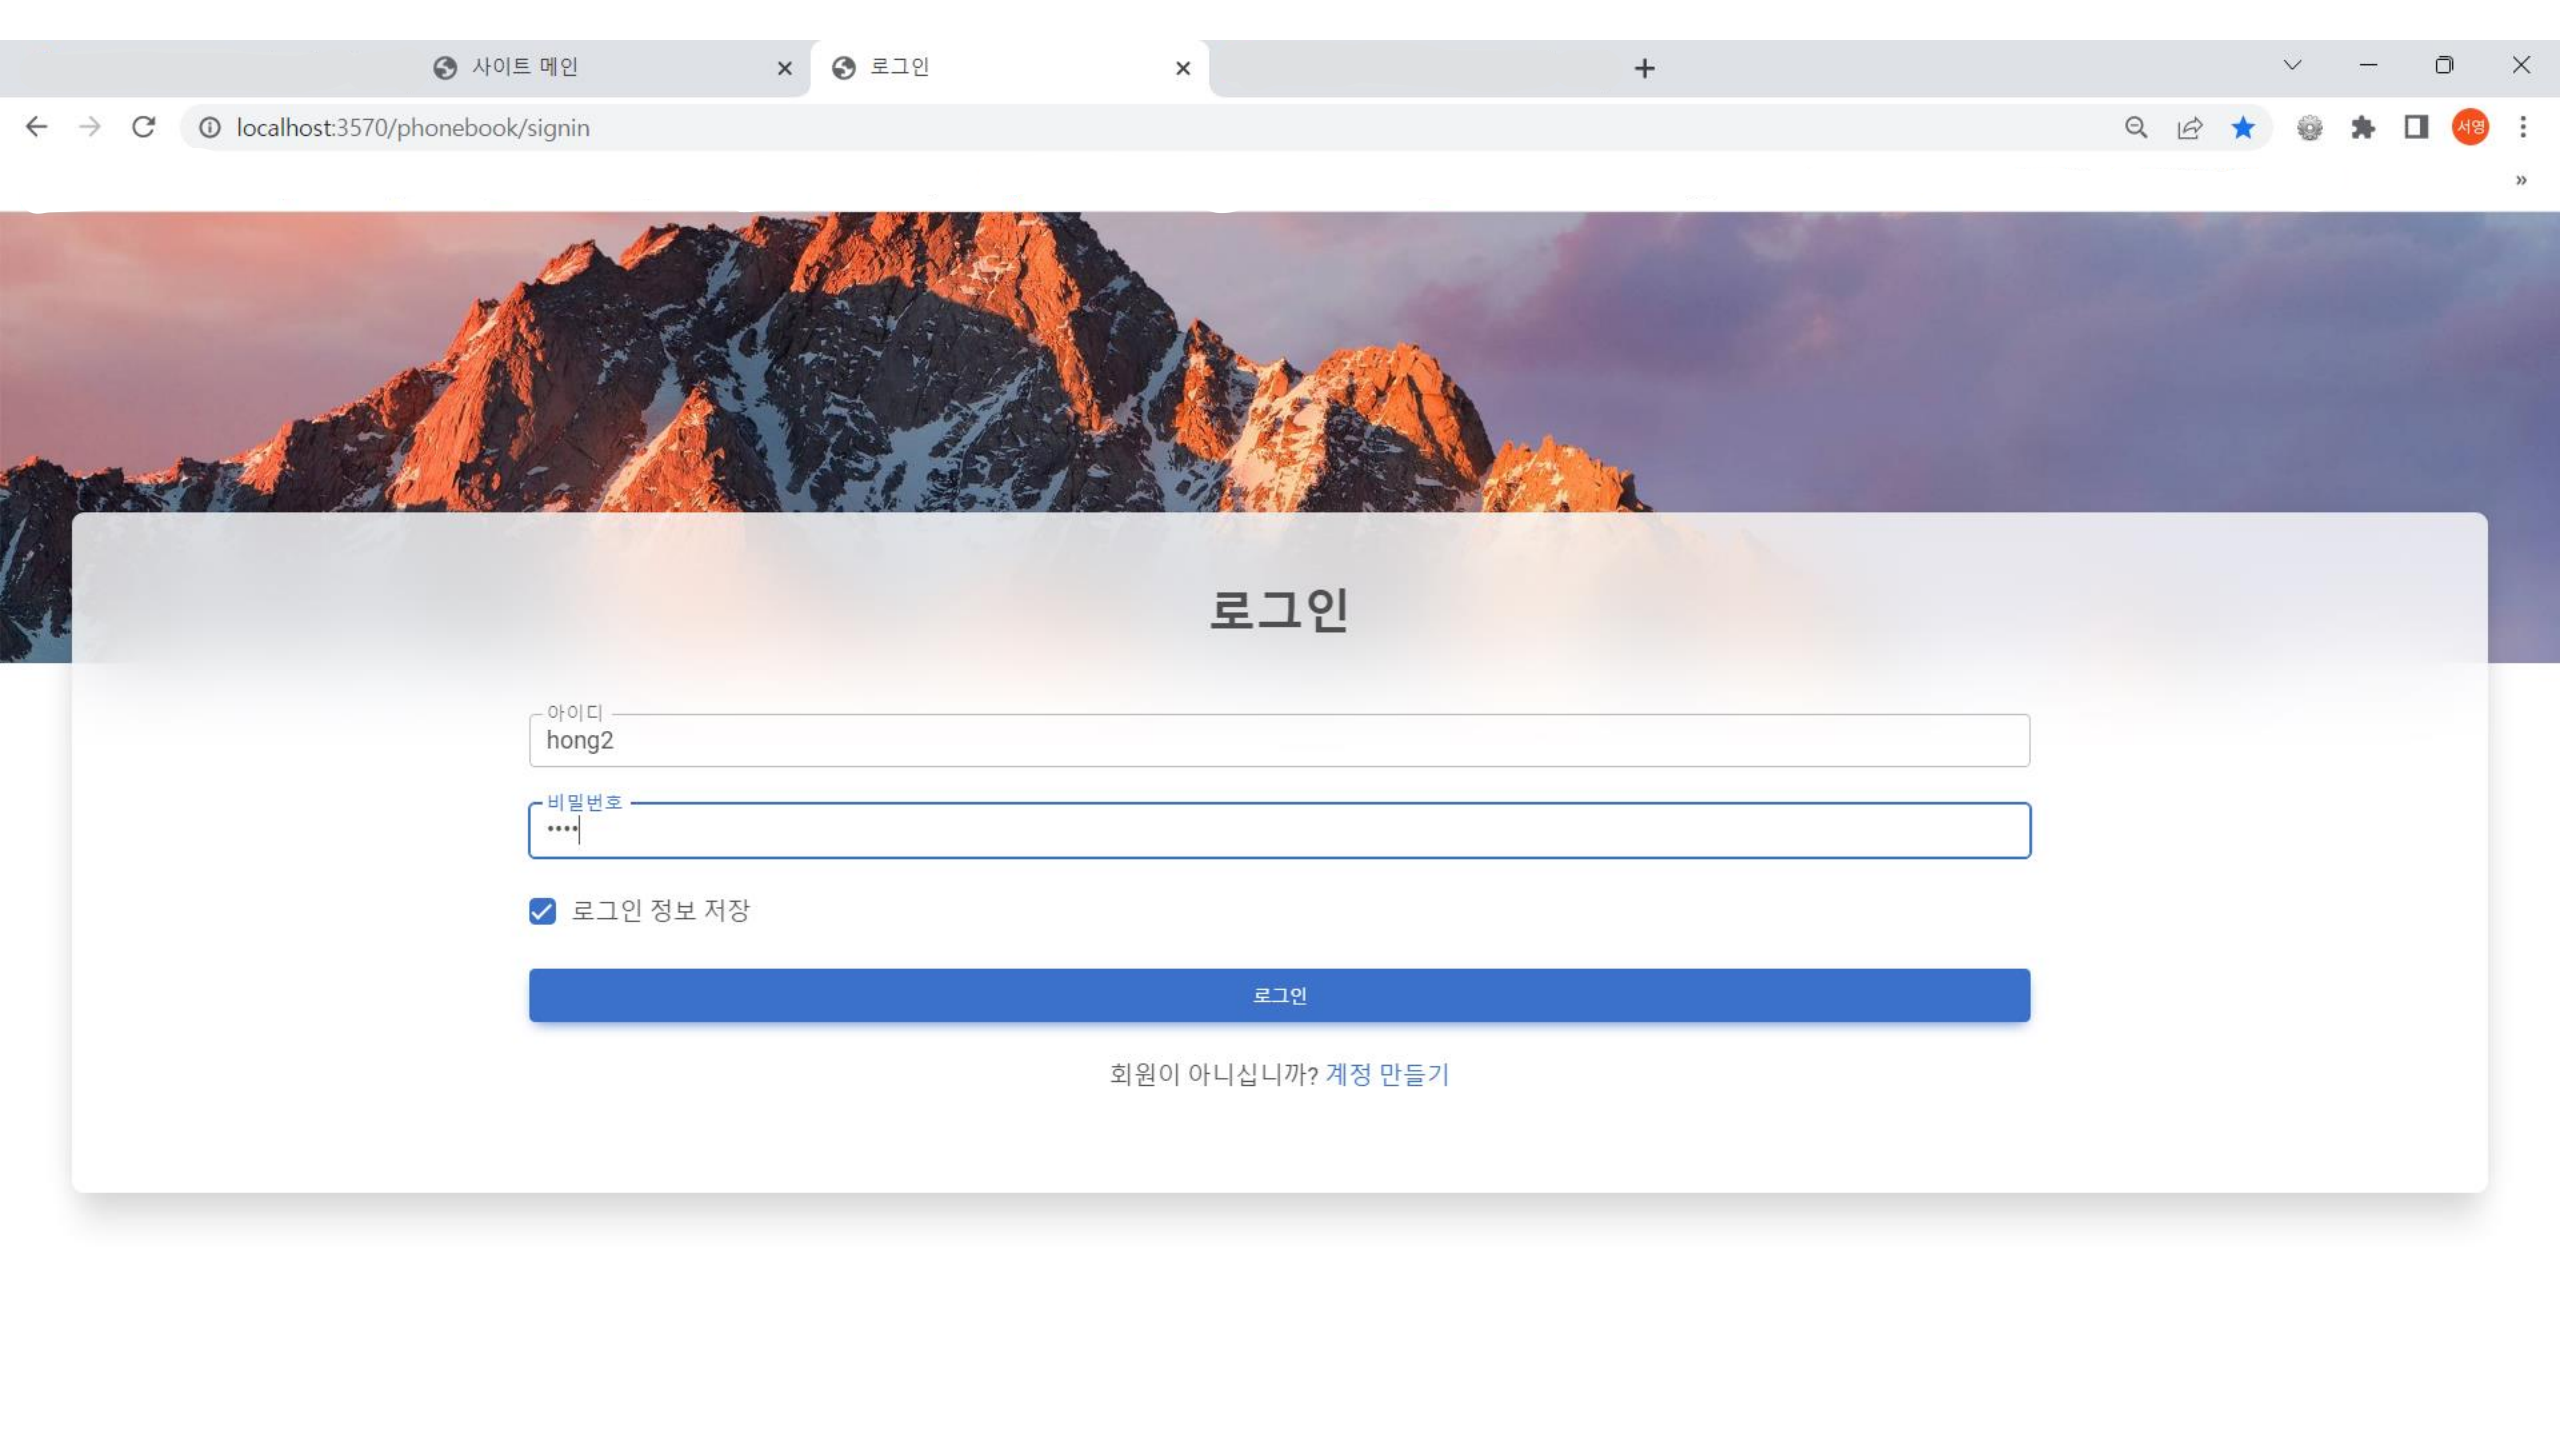 사이트 메인
로그인
localhost:3570/phonebook/signin
서영
»
로그인
아이디
hong2
비밀번호
••••
로그인 정보 저장
로그인
회원이 아니십니까? 계정 만들기